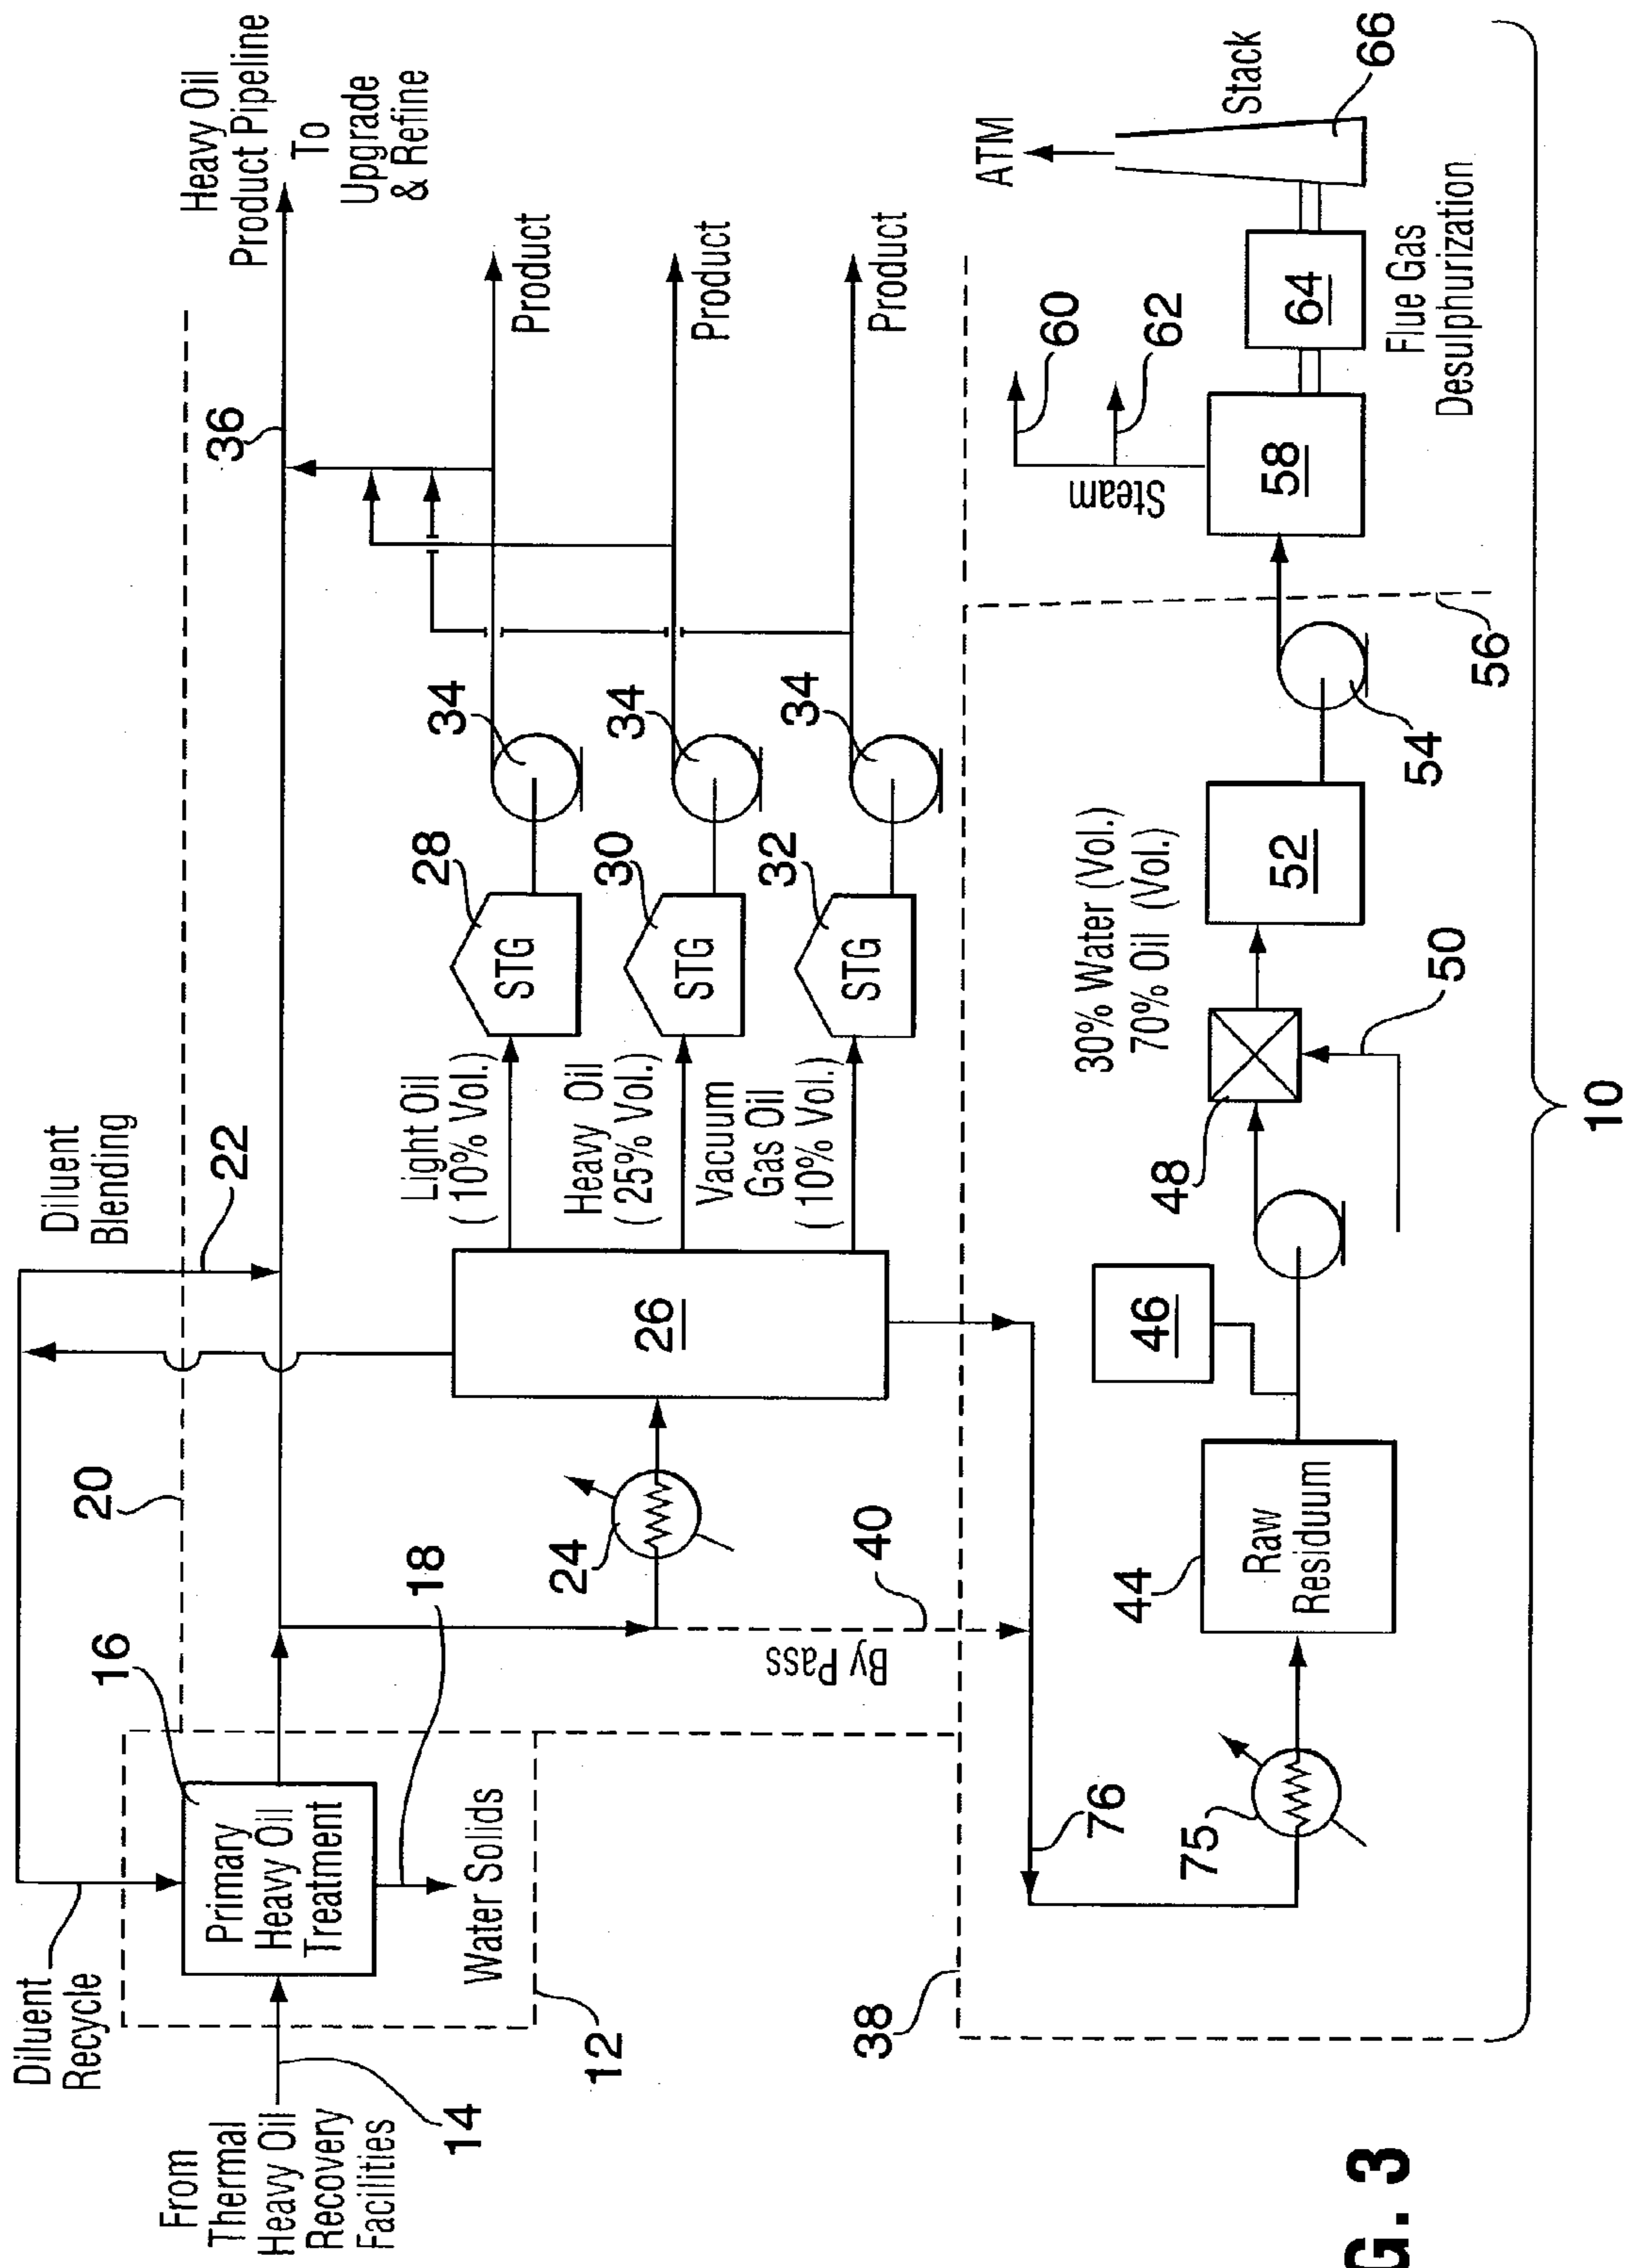 Diluent
Recycle
From
Thermal
Heavy Oil
Recovery
Facilities
14
16
Primary
Heavy Oil
Treatment
18
Water Solids
12
20
Diluent
Blending
22
36
Heavy Oil
Product Pipeline
To
Upgrade
& Refine
24
26
Light Oil
(10% Vol.)
Heavy Oil
(25% Vol.)
Vacuum
Gas Oil
(10% Vol.)
28
STG
30
STG
32
STG
34
34
34
Product
Product
Product
By Pass
40
38
76
75
44
Raw
Residuum
46
48
50
30% Water (Vol.)
70% Oil (Vol.)
52
54
56
58
Steam
60
62
64
Flue Gas
Desulphurization
ATM
Stack
66
10
G. 3